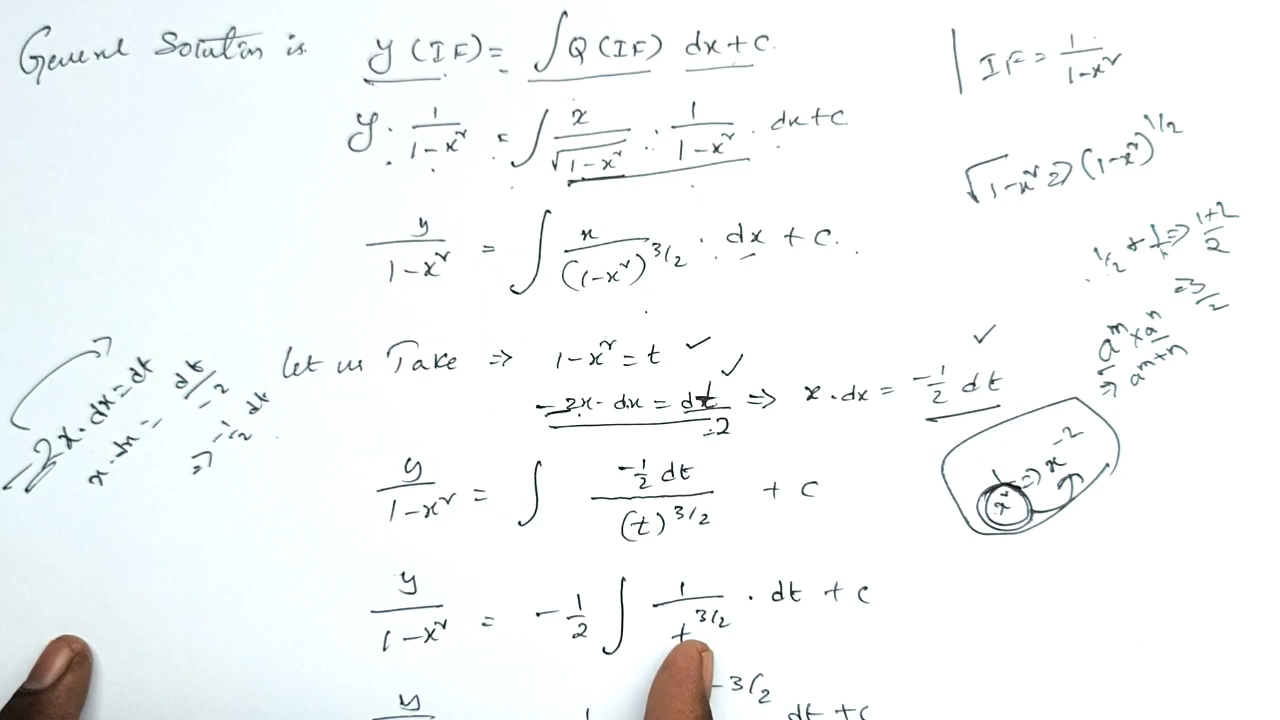 General Solution is y (IF) = ∫ Q (IF) dx + c.
| IF = 1/(1-x²)
y · 1/(1-x²) = ∫ x/√(1-x²) · 1/(1-x²) · dx + c.
√(1-x²) ⇒ (1-x²)^(1/2)
y/(1-x²) = ∫ x/(1-x²)^(3/2) · dx + c.
1/2 + 1/1 ⇒ (1+2)/2
⇒ 3/2
a^m × a^n
⇒ a^(m+n)
let us Take ⇒ 1-x² = t ✓
-2x · dx = dt/-2 ✓ ⇒ x · dx = -1/2 dt ✓
-2x · dx = dt
x · dx = dt/-2
⇒ -1/2 dt
1/x² ⇒ x^(-2)
y/(1-x²) = ∫ (-1/2 dt)/(t)^(3/2) + c
y/(1-x²) = -1/2 ∫ 1/t^(3/2) · dt + c
y 1 -3/2 dt + c